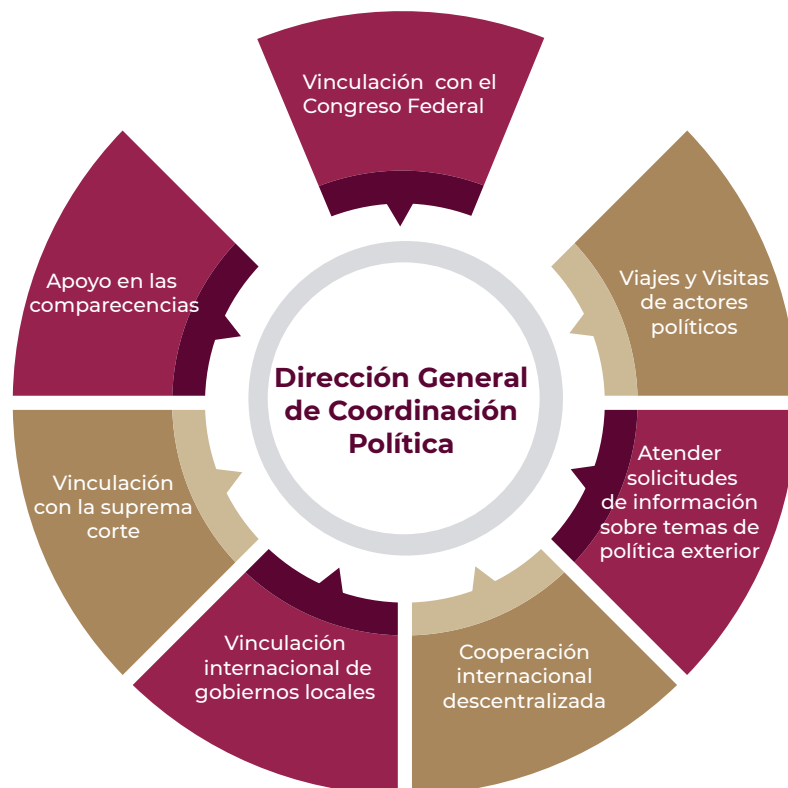 Vinculación con el
Congreso Federal
Viajes y Visitas
de actores
políticos
Atender
solicitudes
de información
sobre temas de
política exterior
Cooperación
internacional
descentralizada
Vinculación
internacional de
gobiernos locales
Vinculación
con la suprema
corte
Apoyo en las
comparecencias
Dirección General
de Coordinación
Política